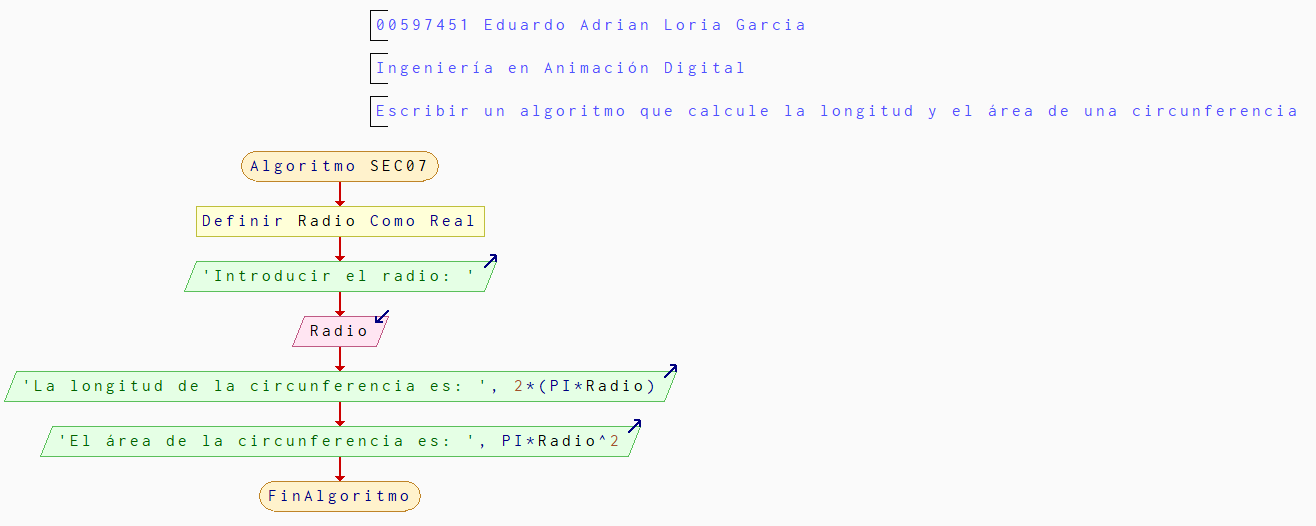 00597451 Eduardo Adrian Loria Garcia
Ingeniería en Animación Digital
Escribir un algoritmo que calcule la longitud y el área de una circunferencia
Algoritmo SEC07
Definir Radio Como Real
'Introducir el radio: '
Radio
'La longitud de la circunferencia es: ', 2*(PI*Radio)
'El área de la circunferencia es: ', PI*Radio^2
FinAlgoritmo